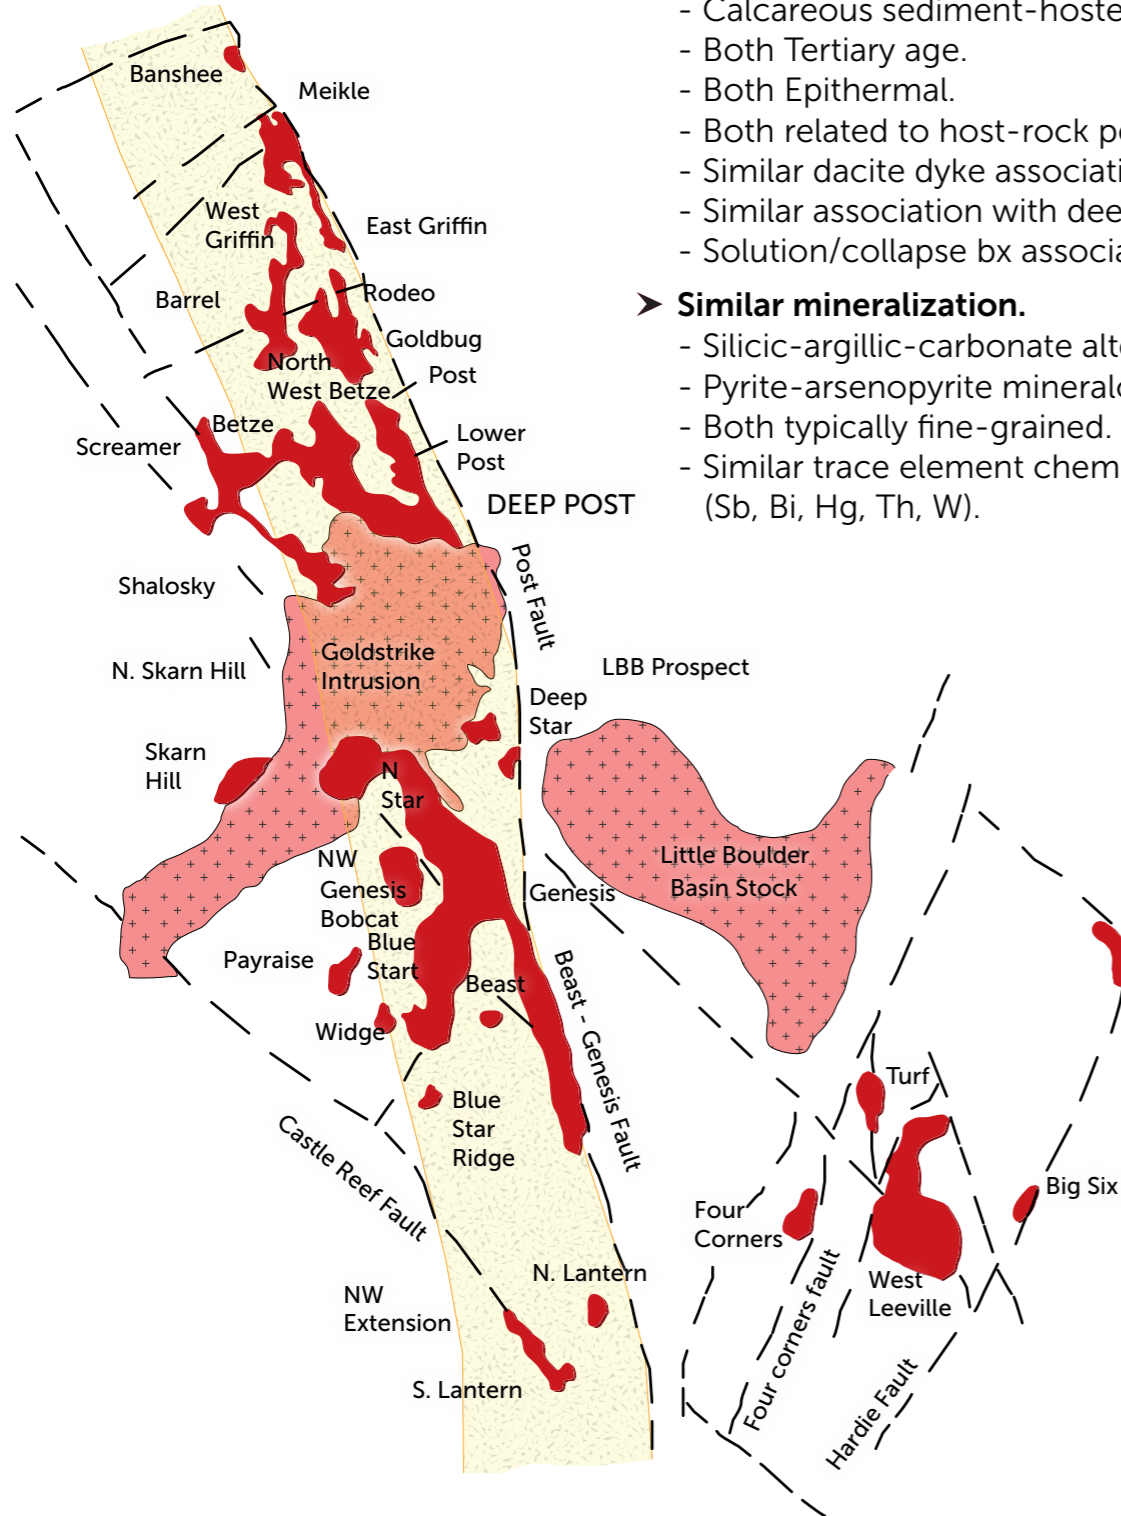 - Calcareous sediment-hoste
- Both Tertiary age.
- Both Epithermal.
- Both related to host-rock p
- Similar dacite dyke associati
- Similar association with dee
- Solution/collapse bx associa
➤ Similar mineralization.
- Silicic-argillic-carbonate alt
- Pyrite-arsenopyrite mineral
- Both typically fine-grained.
- Similar trace element chem
(Sb, Bi, Hg, Th, W).
Banshee
Meikle
West
Griffin
East Griffin
Barrel
Rodeo
Goldbug
North
West Betze
Post
Betze
Screamer
Lower
Post
DEEP POST
Post Fault
Shalosky
Goldstrike
Intrusion
N. Skarn Hill
LBB Prospect
Deep
Star
Skarn
Hill
N
Star
NW
Genesis
Bobcat
Genesis
Little Boulder
Basin Stock
Blue
Start
Payraise
Beast
Beast - Genesis Fault
Widge
Blue
Star
Ridge
Castle Reef Fault
Turf
Big Six
Four
Corners
West
Leeville
N. Lantern
NW
Extension
S. Lantern
Four corners fault
Hardie Fault